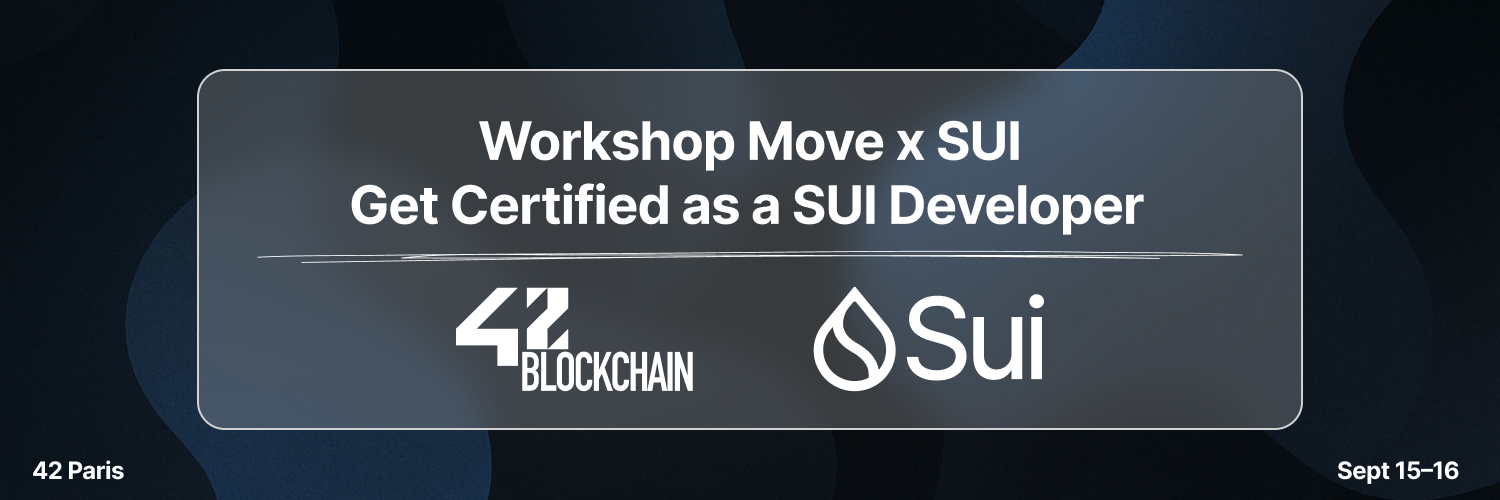 Workshop Move x SUI
Get Certified as a SUI Developer
42
BLOCKCHAIN
Sui
42 Paris
Sept 15–16